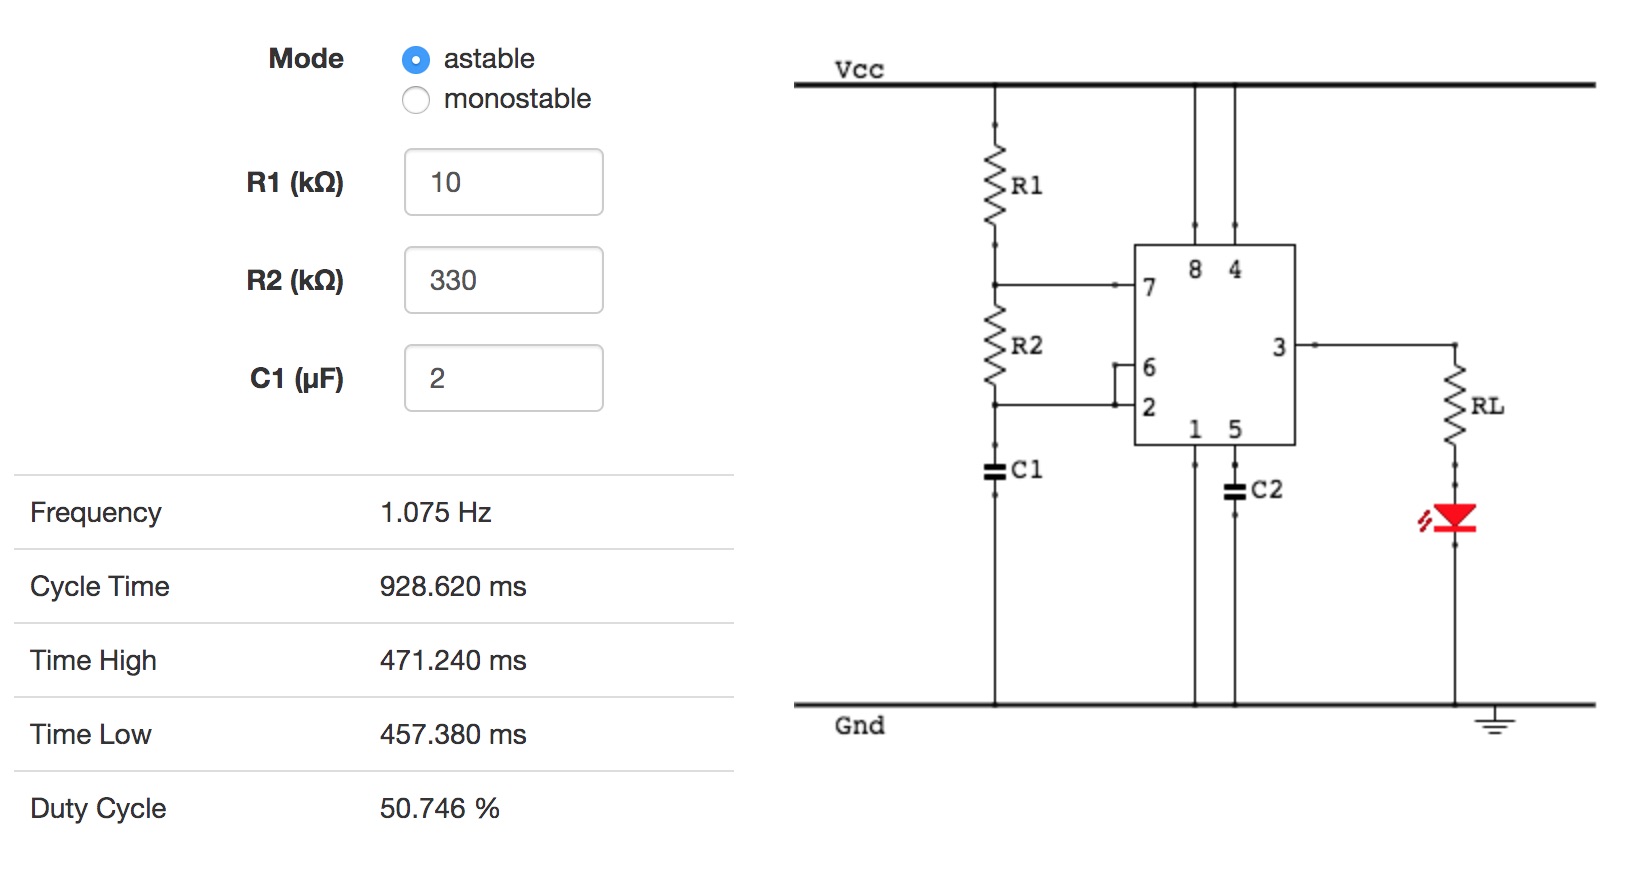 Mode
astable
monostable
R1 (kΩ)
10
R2 (kΩ)
330
C1 (µF)
2
Frequency 1.075 Hz
Cycle Time 928.620 ms
Time High 471.240 ms
Time Low 457.380 ms
Duty Cycle 50.746 %
Vcc
R1
8 4
7
R2
3
6
2
RL
1 5
C1
C2
Gnd